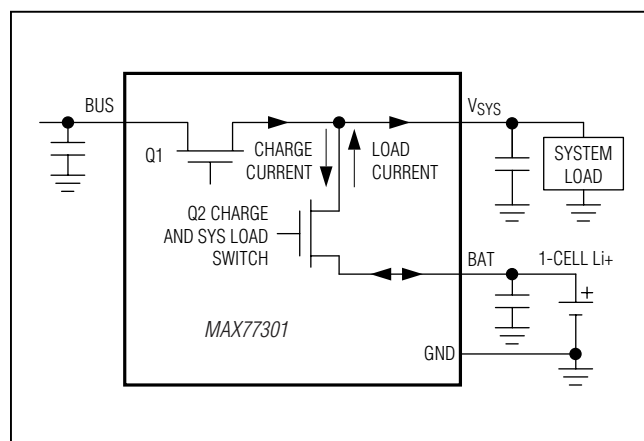 BUS
VSYS
Q1
CHARGE
CURRENT
LOAD
CURRENT
SYSTEM
LOAD
Q2 CHARGE
AND SYS LOAD
SWITCH
BAT
1-CELL Li+
+
MAX77301
GND